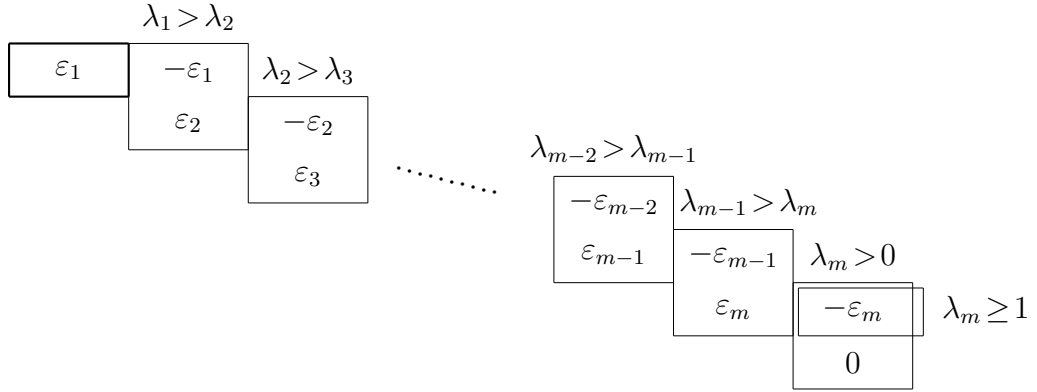 λ₁ > λ₂
ε₁
−ε₁
λ₂ > λ₃
ε₂
−ε₂
ε₃
λₘ₋₂ > λₘ₋₁
−εₘ₋₂
λₘ₋₁ > λₘ
εₘ₋₁
−εₘ₋₁
λₘ > 0
εₘ
−εₘ
λₘ ≥ 1
0